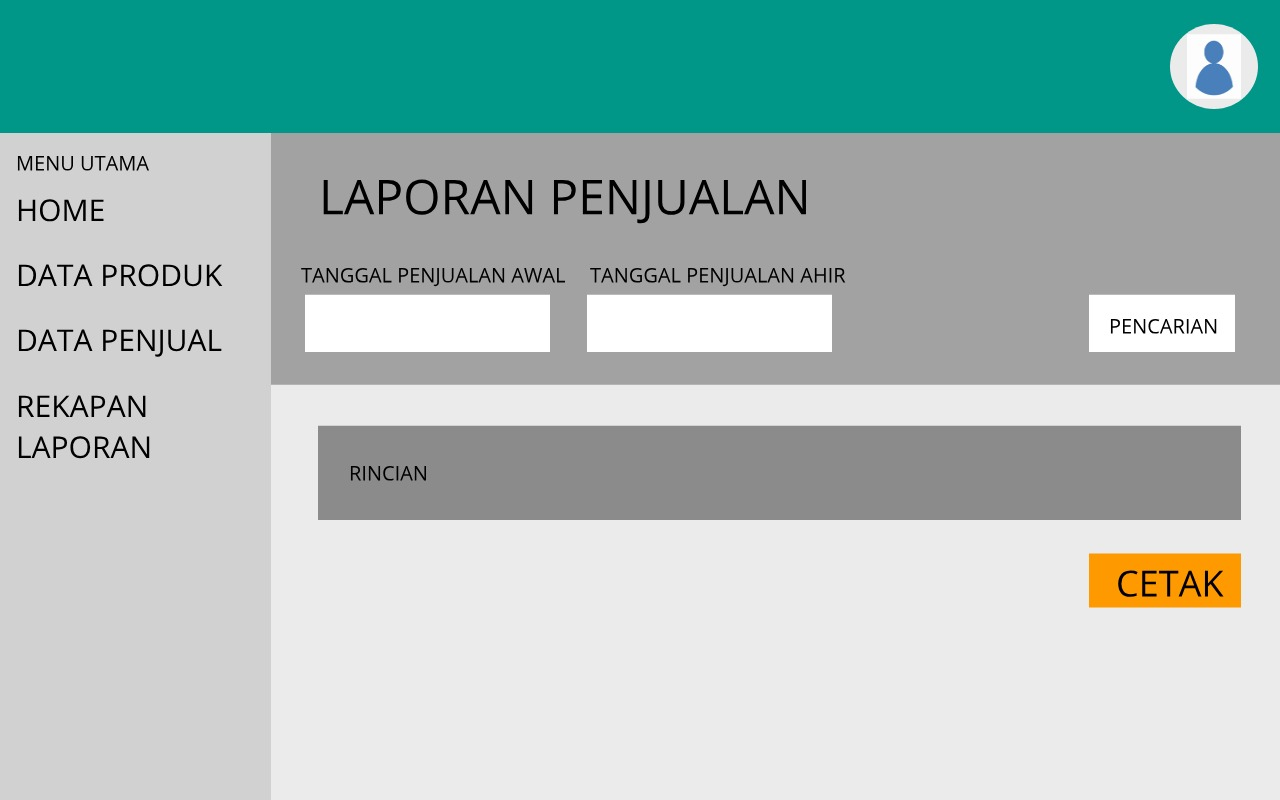 MENU UTAMA
HOME
DATA PRODUK
DATA PENJUAL
REKAPAN
LAPORAN
LAPORAN PENJUALAN
TANGGAL PENJUALAN AWAL
TANGGAL PENJUALAN AHIR
PENCARIAN
RINCIAN
CETAK